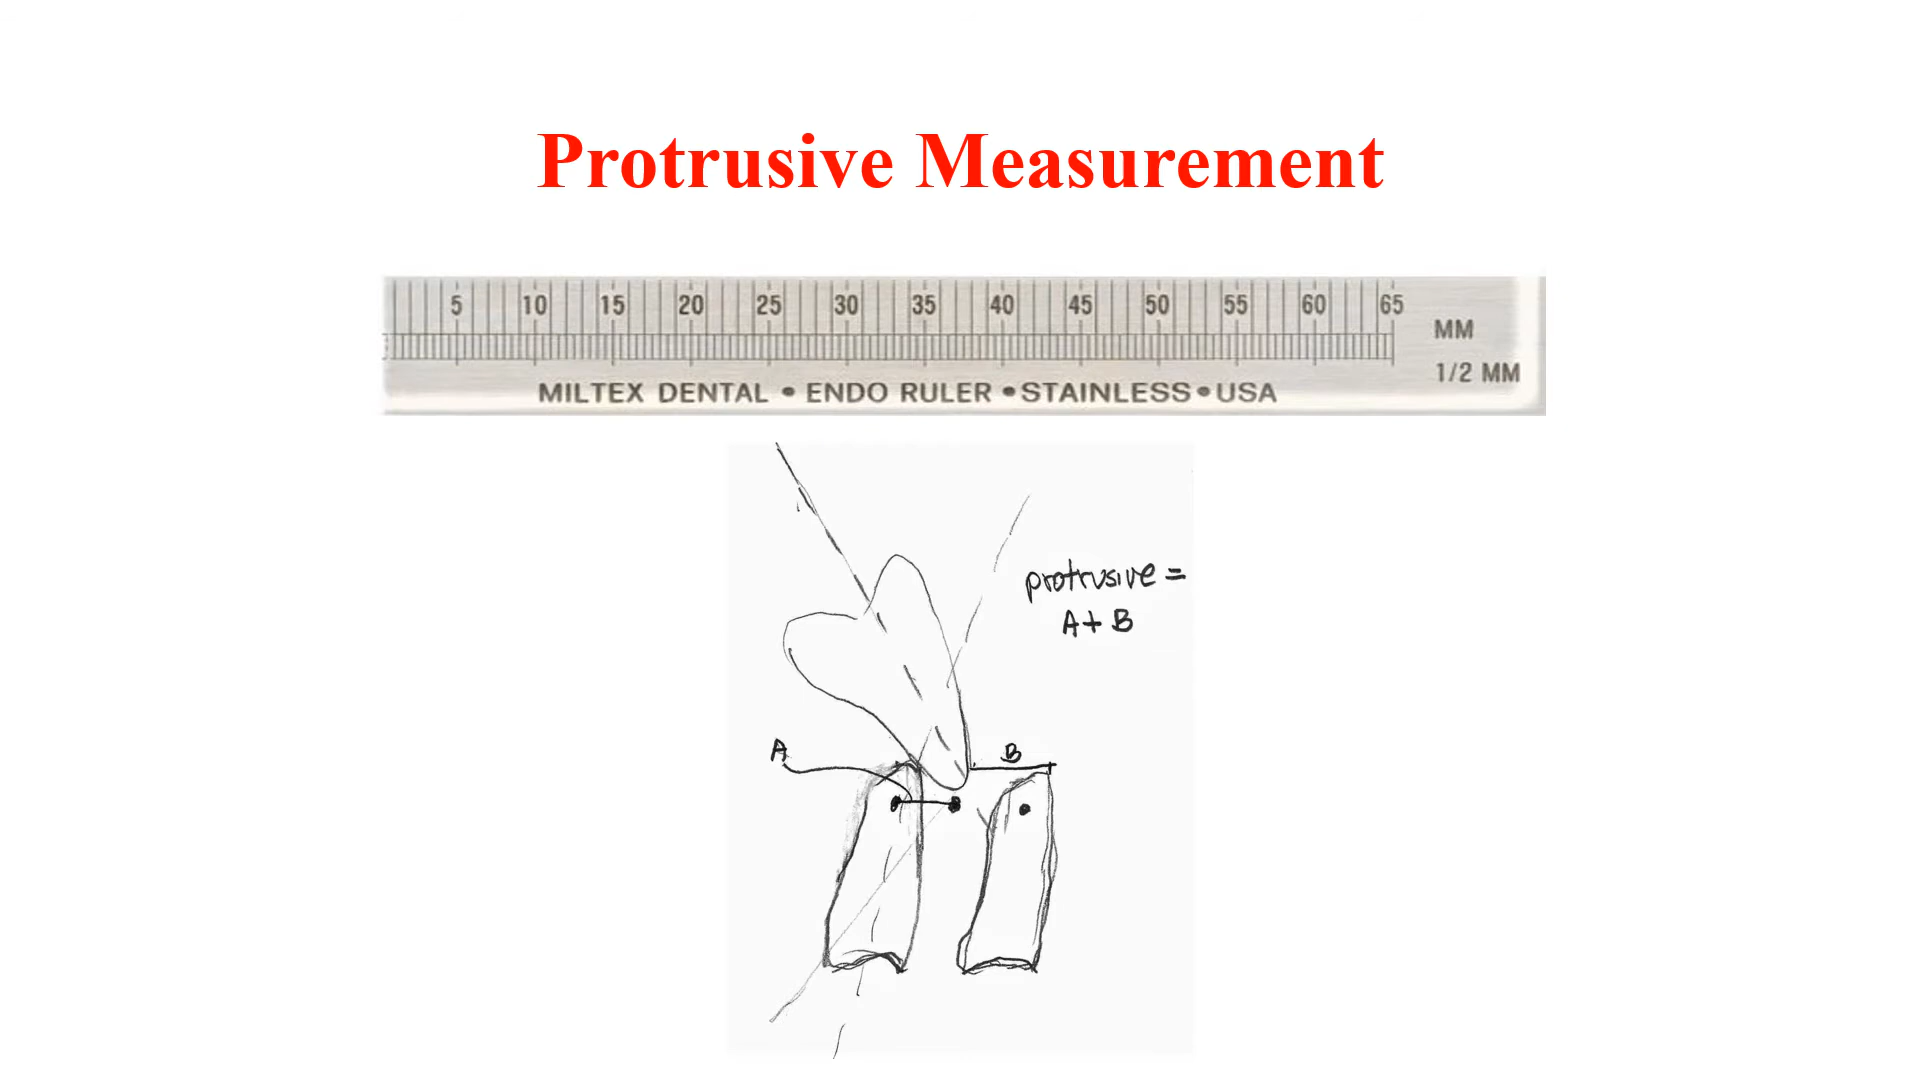 Protrusive Measurement
5 10 15 20 25 30 35 40 45 50 55 60 65
MM
1/2 MM
MILTEX DENTAL • ENDO RULER • STAINLESS • USA
protrusive =
A + B
A
B